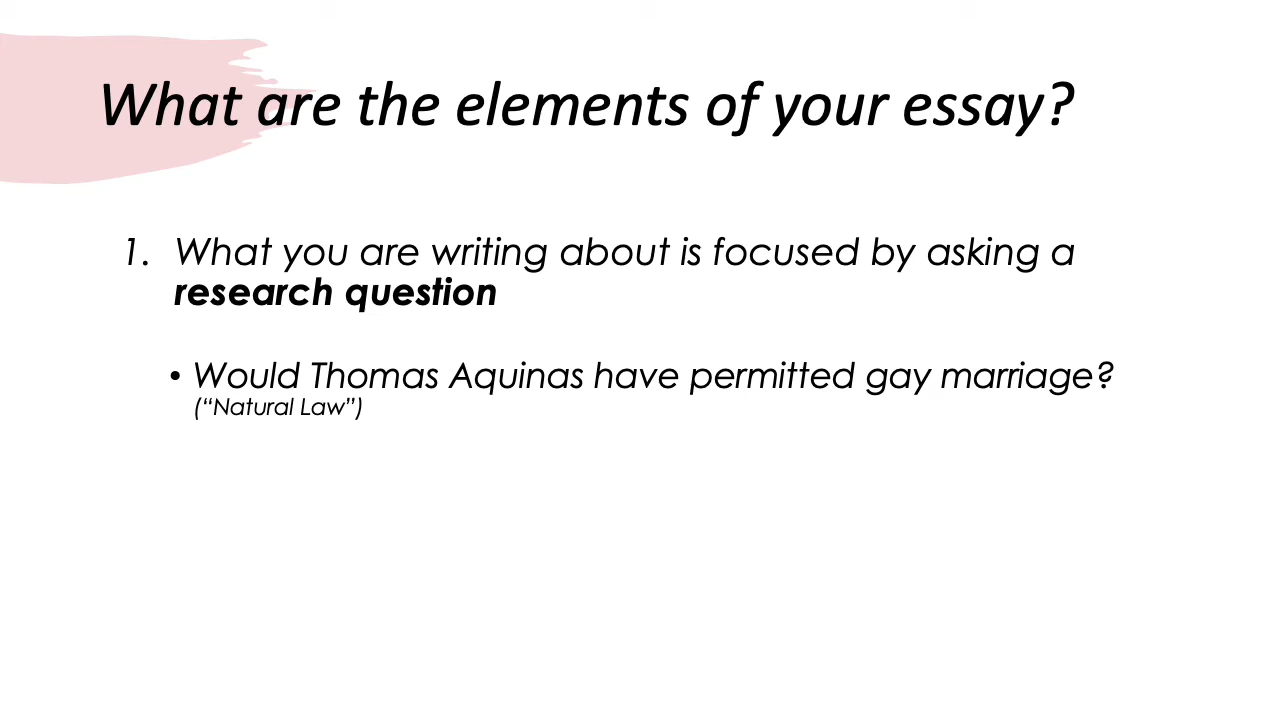 What are the elements of your essay?
1. What you are writing about is focused by asking a
research question
• Would Thomas Aquinas have permitted gay marriage?
(“Natural Law”)